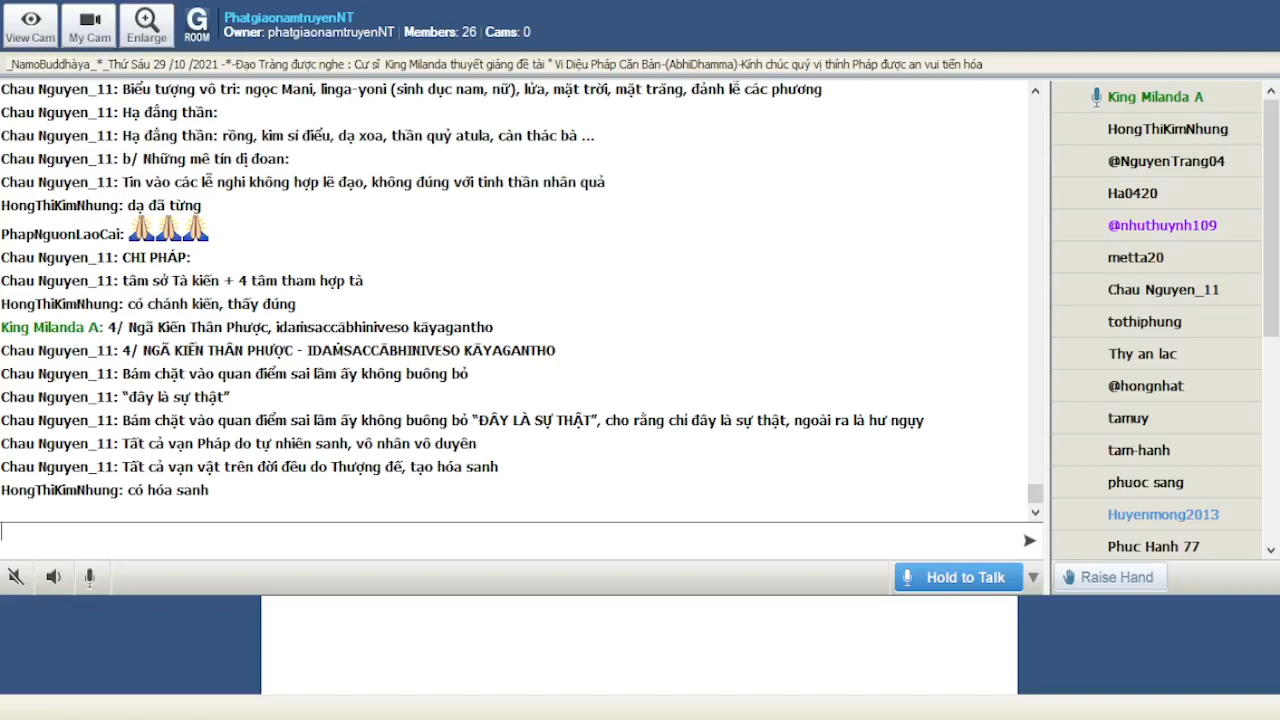 View Cam
My Cam
Enlarge
G
ROOM
PhatgiaonamtruyenNT
Owner: phatgiaonamtruyenNT | Members: 26 | Cams: 0
_NamoBuddhàya_*_Thứ Sáu 29 /10 /2021 -*-Đạo Tràng được nghe : Cư sĩ  King Milanda thuyết giảng đề tài " Vi Diệu Pháp Căn Bản-(AbhiDhamma)-Kính chúc quý vị thính Pháp được an vui tiến hóa
Chau Nguyen_11: Biểu tượng vô tri: ngọc Mani, linga-yoni (sinh dục nam, nữ), lửa, mặt trời, mặt trăng, đảnh lễ các phương
Chau Nguyen_11: Hạ đẳng thần:
Chau Nguyen_11: Hạ đẳng thần: rồng, kim sí điểu, dạ xoa, thần quỷ atula, càn thác bà ...
Chau Nguyen_11: b/ Những mê tín dị đoan:
Chau Nguyen_11: Tin vào các lễ nghi không hợp lẽ đạo, không đúng với tinh thần nhân quả
HongThiKimNhung: dạ đã từng
PhapNguonLaoCai: 🙏🙏🙏
Chau Nguyen_11: CHI PHÁP:
Chau Nguyen_11: tâm sở Tà kiến + 4 tâm tham hợp tà
HongThiKimNhung: có chánh kiến, thấy đúng
King Milanda A: 4/ Ngã Kiến Thân Phược, idaṁsaccābhiniveso kāyagantho
Chau Nguyen_11: 4/ NGÃ KIẾN THÂN PHƯỢC - IDAṀSACCĀBHINIVESO KĀYAGANTHO
Chau Nguyen_11: Bám chặt vào quan điểm sai lầm ấy không buông bỏ
Chau Nguyen_11: “đây là sự thật”
Chau Nguyen_11: Bám chặt vào quan điểm sai lầm ấy không buông bỏ “ĐÂY LÀ SỰ THẬT”, cho rằng chỉ đây là sự thật, ngoài ra là hư ngụy
Chau Nguyen_11: Tất cả vạn Pháp do tự nhiên sanh, vô nhân vô duyên
Chau Nguyen_11: Tất cả vạn vật trên đời đều do Thượng đế, tạo hóa sanh
HongThiKimNhung: có hóa sanh
Hold to Talk
King Milanda A
HongThiKimNhung
@NguyenTrang04
Ha0420
@nhuthuynh109
metta20
Chau Nguyen_11
tothiphung
Thy an lac
@hongnhat
tamuy
tam-hanh
phuoc sang
Huyenmong2013
Phuc Hanh 77
Raise Hand